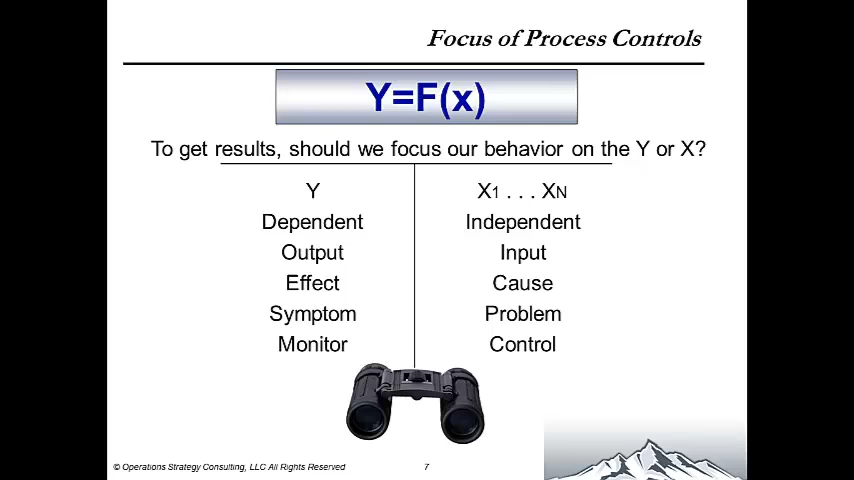 Focus of Process Controls
Y=F(x)
To get results, should we focus our behavior on the Y or X?
Y X1 . . . XN
Dependent Independent
Output Input
Effect Cause
Symptom Problem
Monitor Control
© Operations Strategy Consulting, LLC All Rights Reserved 7